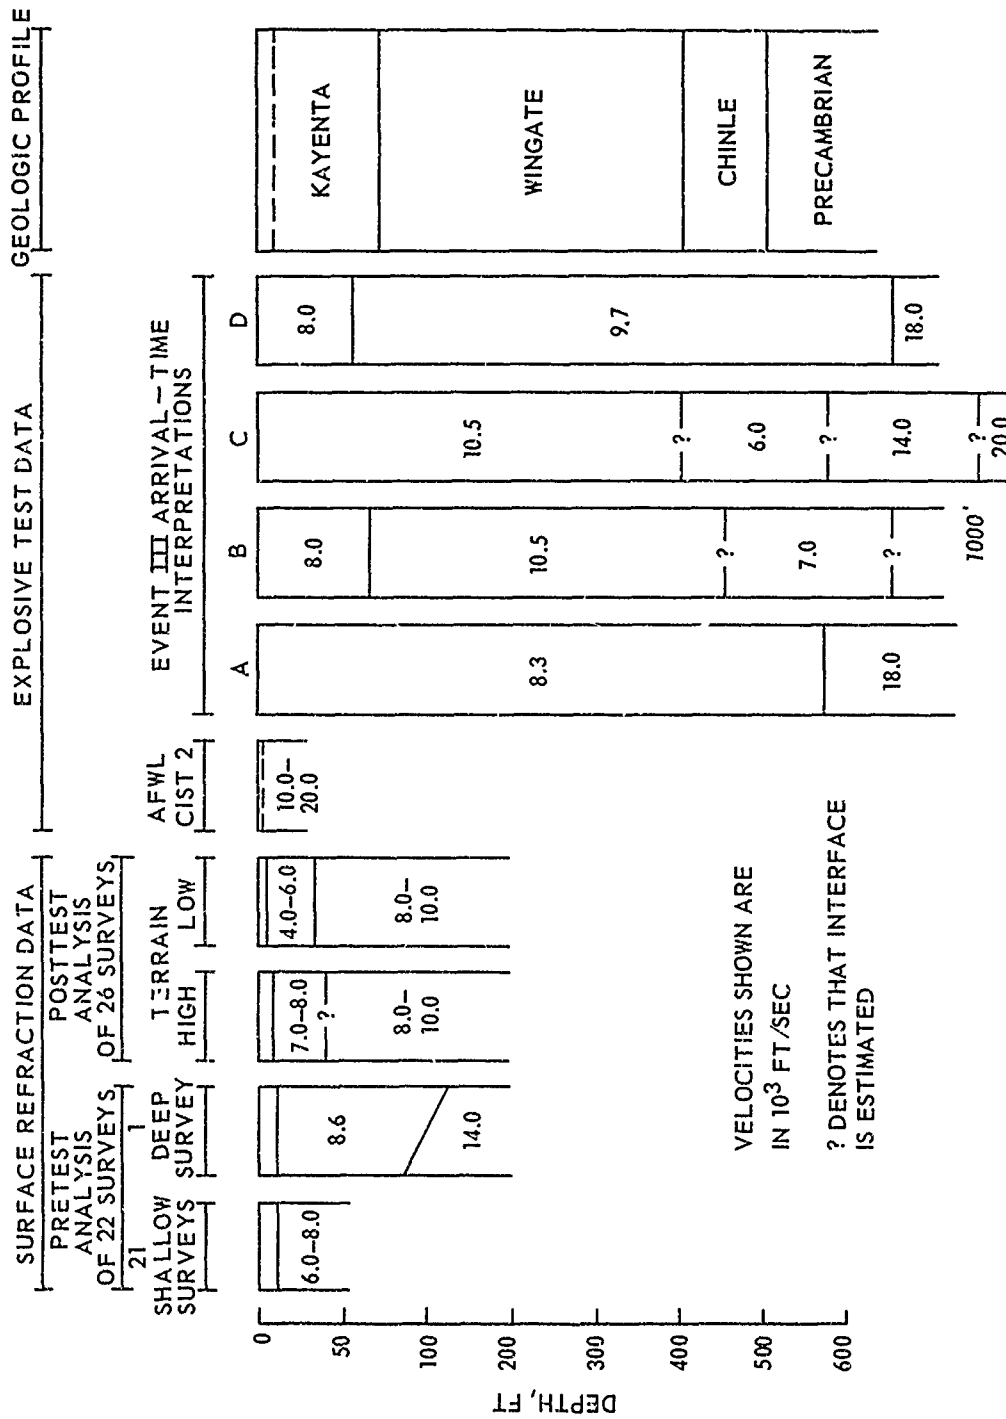 SURFACE REFRACTION DATA
EXPLOSIVE TEST DATA
GEOLOGIC PROFILE
PRETEST
ANALYSIS
OF 22 SURVEYS
POSTTEST
ANALYSIS
OF 26 SURVEYS
21
SHALLOW
SURVEYS
1
DEEP
SURVEY
TERRAIN
HIGH
LOW
AFWL
CIST 2
EVENT III ARRIVAL-TIME
INTERPRETATIONS
A
B
C
D
DEPTH, FT
0
50
100
200
300
400
500
600
6.0-8.0
8.6
14.0
7.0-8.0
?
8.0-
10.0
4.0-6.0
8.0-
10.0
10.0-
20.0
8.3
18.0
8.0
10.5
?
7.0
?
1000'
10.5
?
6.0
?
14.0
?
20.0
8.0
9.7
18.0
KAYENTA
WINGATE
CHINLE
PRECAMBRIAN
VELOCITIES SHOWN ARE
IN 10³ FT/SEC
? DENOTES THAT INTERFACE
IS ESTIMATED